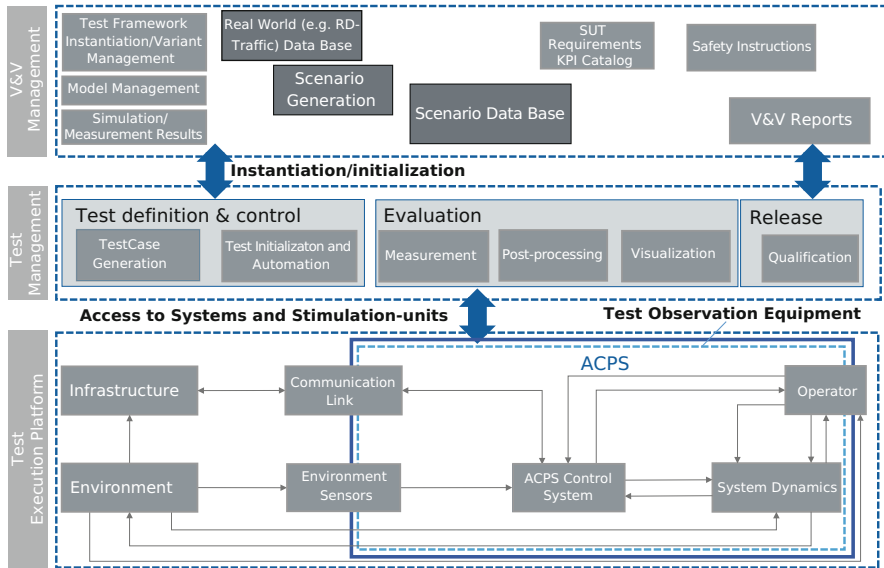 V&V
Management
Test Framework
Instantiation/Variant
Management
Real World (e.g. RD-
Traffic) Data Base
SUT
Requirements
KPI Catalog
Safety Instructions
Model Management
Scenario
Generation
Scenario Data Base
Simulation/
Measurement Results
V&V Reports
Instantiation/initialization
Test
Management
Test definition & control
TestCase
Generation
Test Initializaton and
Automation
Evaluation
Measurement
Post-processing
Visualization
Release
Qualification
Access to Systems and Stimulation-units
Test Observation Equipment
Test
Execution Platform
ACPS
Infrastructure
Communication
Link
Operator
Environment
Environment
Sensors
ACPS Control
System
System Dynamics